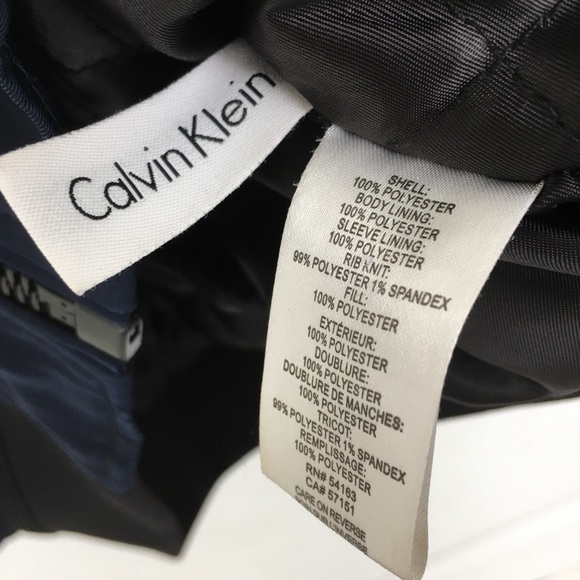 Calvin Klein
SHELL:
100% POLYESTER
BODY LINING:
100% POLYESTER
SLEEVE LINING:
100% POLYESTER
RIB KNIT:
99% POLYESTER 1% SPANDEX
FILL:
100% POLYESTER
EXTÉRIEUR:
100% POLYESTER
DOUBLURE:
100% POLYESTER
DOUBLURE DE MANCHES:
100% POLYESTER
TRICOT:
99% POLYESTER 1% SPANDEX
REMPLISSAGE:
100% POLYESTER
RN# 54163
CA# 57151
CARE ON REVERSE